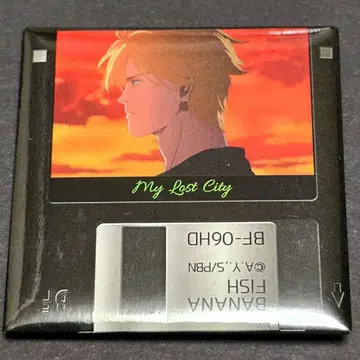 My Lost City
BF-06HD
©A.Y.,S/PBN
BANANA
FISH